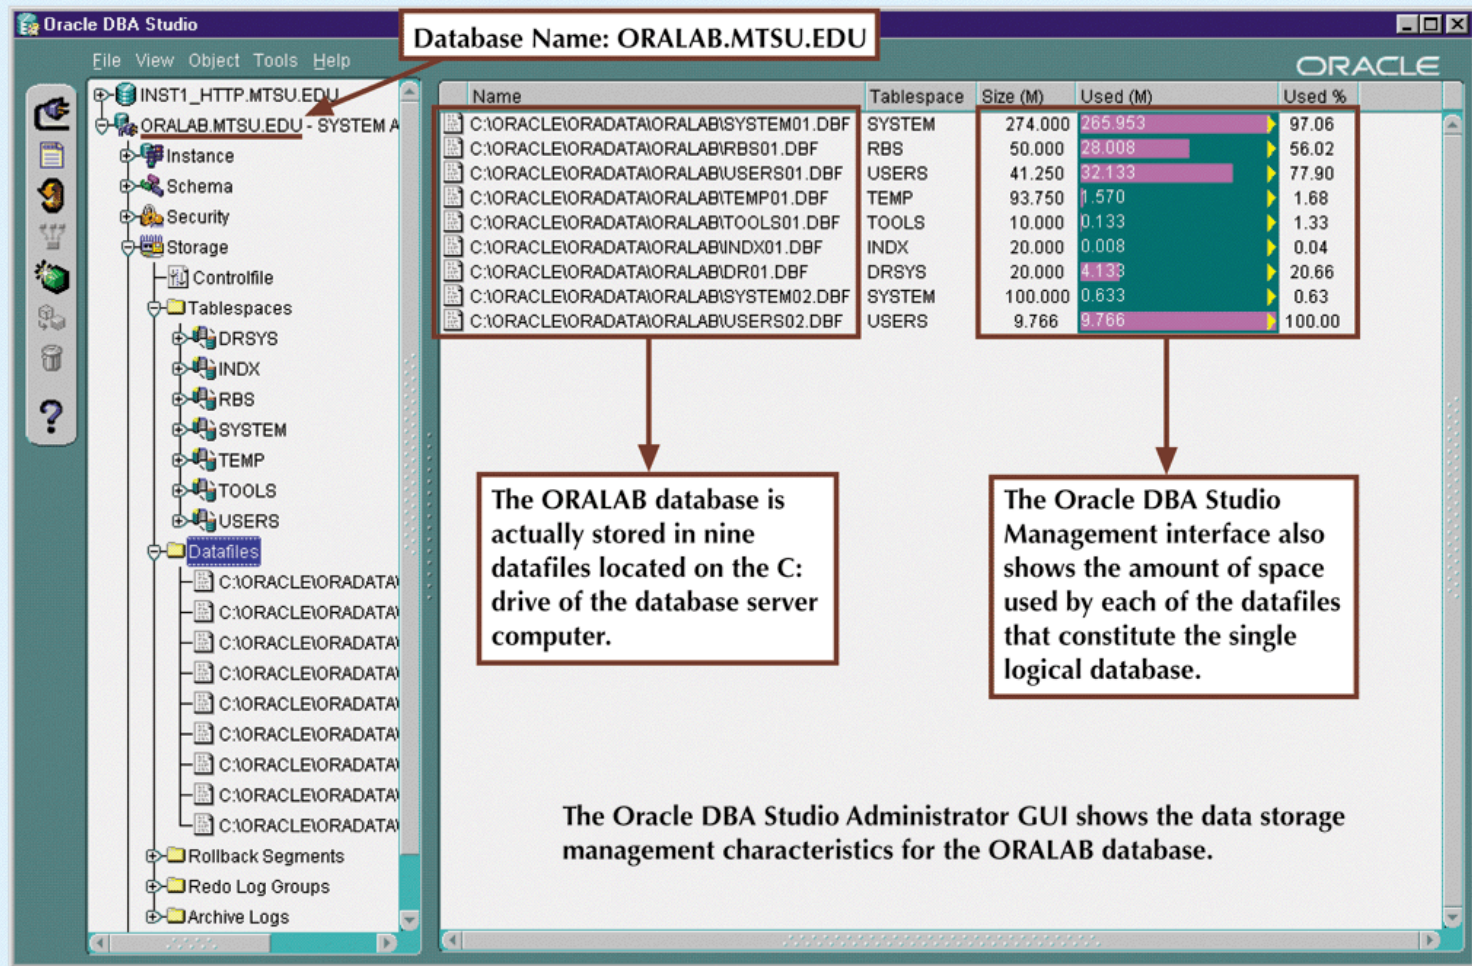 Oracle DBA Studio
Database Name: ORALAB.MTSU.EDU
File View Object Tools Help
ORACLE
INST1_HTTP.MTSU.EDU
ORALAB.MTSU.EDU - SYSTEM A
Instance
Schema
Security
Storage
Controlfile
Tablespaces
DRSYS
INDX
RBS
SYSTEM
TEMP
TOOLS
USERS
Datafiles
C:\ORACLE\ORADATA\
C:\ORACLE\ORADATA\
C:\ORACLE\ORADATA\
C:\ORACLE\ORADATA\
C:\ORACLE\ORADATA\
C:\ORACLE\ORADATA\
C:\ORACLE\ORADATA\
C:\ORACLE\ORADATA\
C:\ORACLE\ORADATA\
Rollback Segments
Redo Log Groups
Archive Logs
Name Tablespace Size (M) Used (M) Used %
C:\ORACLE\ORADATA\ORALAB\SYSTEM01.DBF SYSTEM 274.000 265.953 97.06
C:\ORACLE\ORADATA\ORALAB\RBS01.DBF RBS 50.000 28.008 56.02
C:\ORACLE\ORADATA\ORALAB\USERS01.DBF USERS 41.250 32.133 77.90
C:\ORACLE\ORADATA\ORALAB\TEMP01.DBF TEMP 93.750 1.570 1.68
C:\ORACLE\ORADATA\ORALAB\TOOLS01.DBF TOOLS 10.000 0.133 1.33
C:\ORACLE\ORADATA\ORALAB\INDX01.DBF INDX 20.000 0.008 0.04
C:\ORACLE\ORADATA\ORALAB\DR01.DBF DRSYS 20.000 4.133 20.66
C:\ORACLE\ORADATA\ORALAB\SYSTEM02.DBF SYSTEM 100.000 0.633 0.63
C:\ORACLE\ORADATA\ORALAB\USERS02.DBF USERS 9.766 9.766 100.00
The ORALAB database is
actually stored in nine
datafiles located on the C:
drive of the database server
computer.
The Oracle DBA Studio
Management interface also
shows the amount of space
used by each of the datafiles
that constitute the single
logical database.
The Oracle DBA Studio Administrator GUI shows the data storage
management characteristics for the ORALAB database.